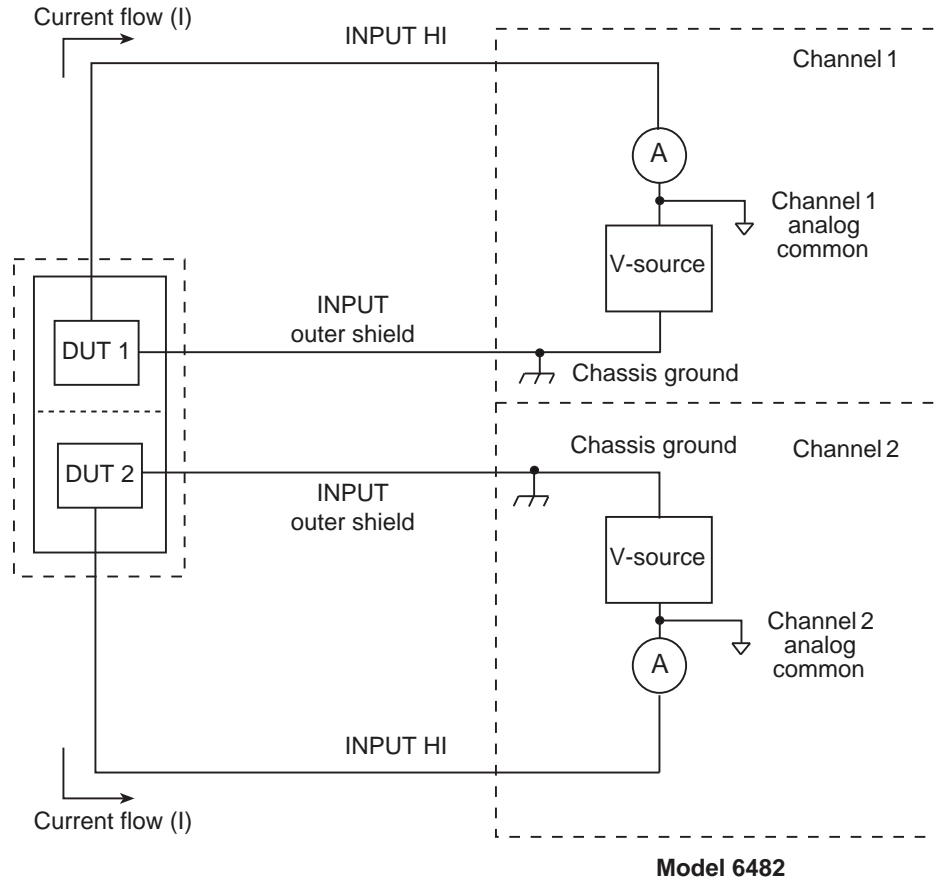 Current flow (I)
INPUT HI
Channel 1
A
Channel 1
analog
common
V-source
INPUT
outer shield
DUT 1
Chassis ground
Chassis ground
Channel 2
DUT 2
INPUT
outer shield
V-source
Channel 2
analog
common
A
INPUT HI
Current flow (I)
Model 6482